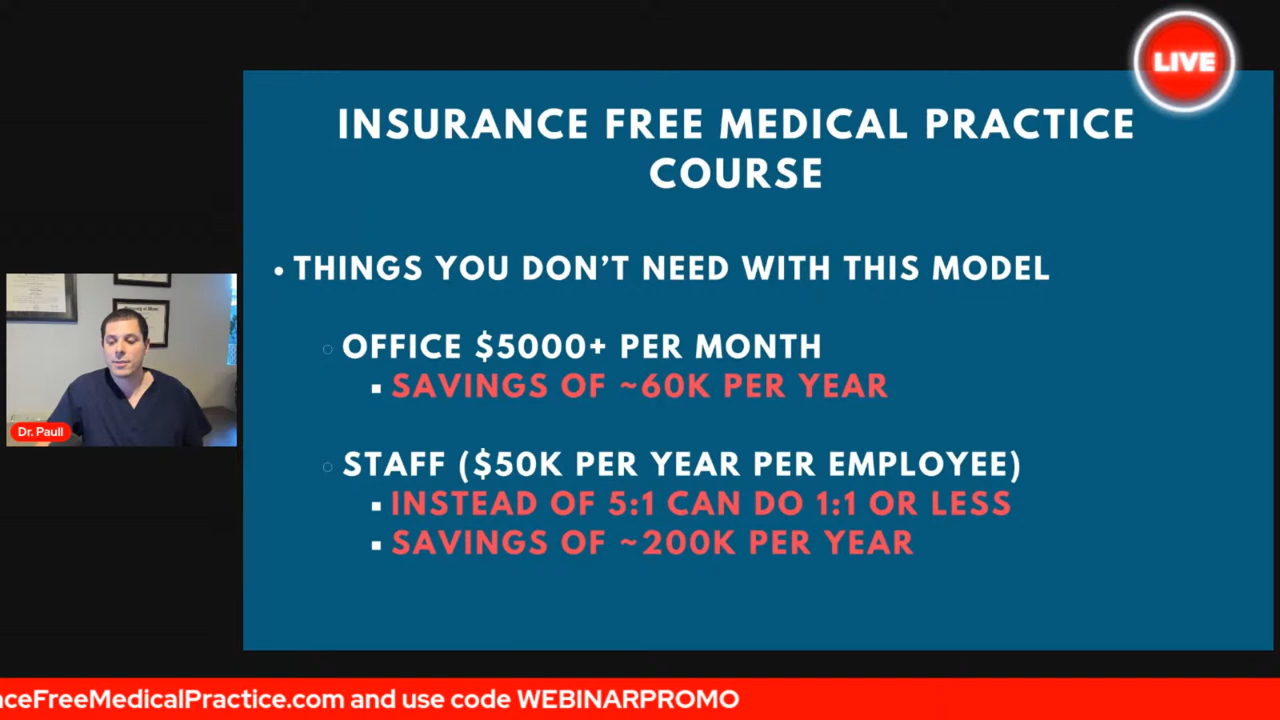 LIVE
INSURANCE FREE MEDICAL PRACTICE
COURSE
• THINGS YOU DON'T NEED WITH THIS MODEL
OFFICE $5000+ PER MONTH
SAVINGS OF ~60K PER YEAR
STAFF ($50K PER YEAR PER EMPLOYEE)
INSTEAD OF 5:1 CAN DO 1:1 OR LESS
SAVINGS OF ~200K PER YEAR
Dr. Paull
ceFreeMedicalPractice.com and use code WEBINARPROMO